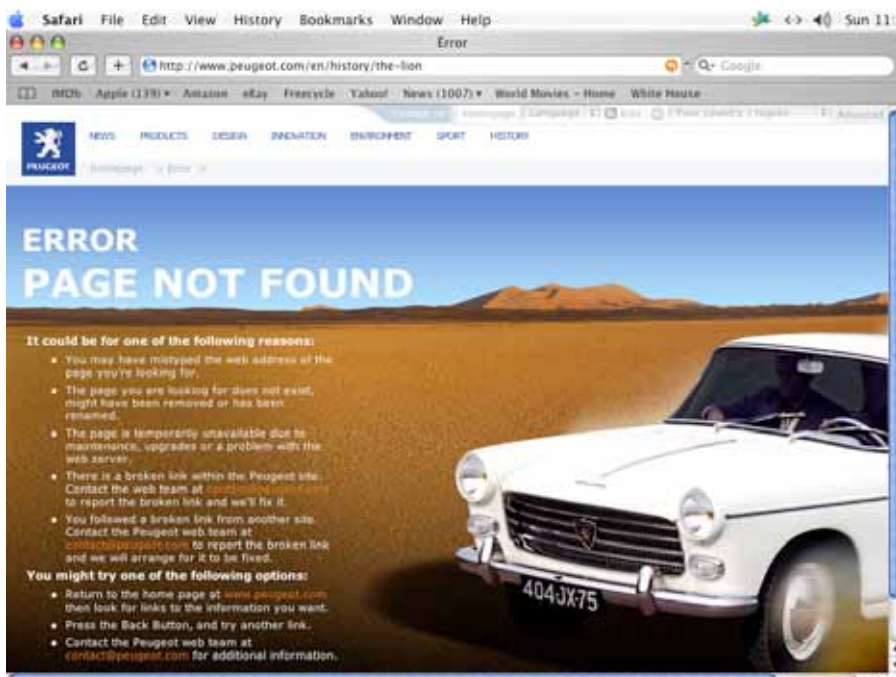 Safari File Edit View History Bookmarks Window Help Sun 11:
Error
http://www.peugeot.com/en/history/the-lion
Google
IMDb Apple (139) Amazon eBay Freecycle Yahoo! News (1007) World Movies - Home White House
Homepage Language Advanced
NEWS PRODUCTS DESIGN INNOVATION ENVIRONMENT SPORT HISTORY
PEUGEOT
Homepage > Error >
ERROR
PAGE NOT FOUND
It could be for one of the following reasons:
• You may have mistyped the web address of the
page you're looking for.
• The page you are looking for does not exist,
might have been removed or has been
renamed.
• The page is temporarily unavailable due to
maintenance, upgrades or a problem with the
web server.
• There is a broken link within the Peugeot site.
Contact the web team at
to report the broken link and we'll fix it.
• You followed a broken link from another site.
Contact the Peugeot web team at
contact@peugeot.com to report the broken link
and we will arrange for it to be fixed.
You might try one of the following options:
• Return to the home page at www.peugeot.com
then look for links to the information you want.
• Press the Back Button, and try another link.
• Contact the Peugeot web team at
contact@peugeot.com for additional information.
404-JX-75